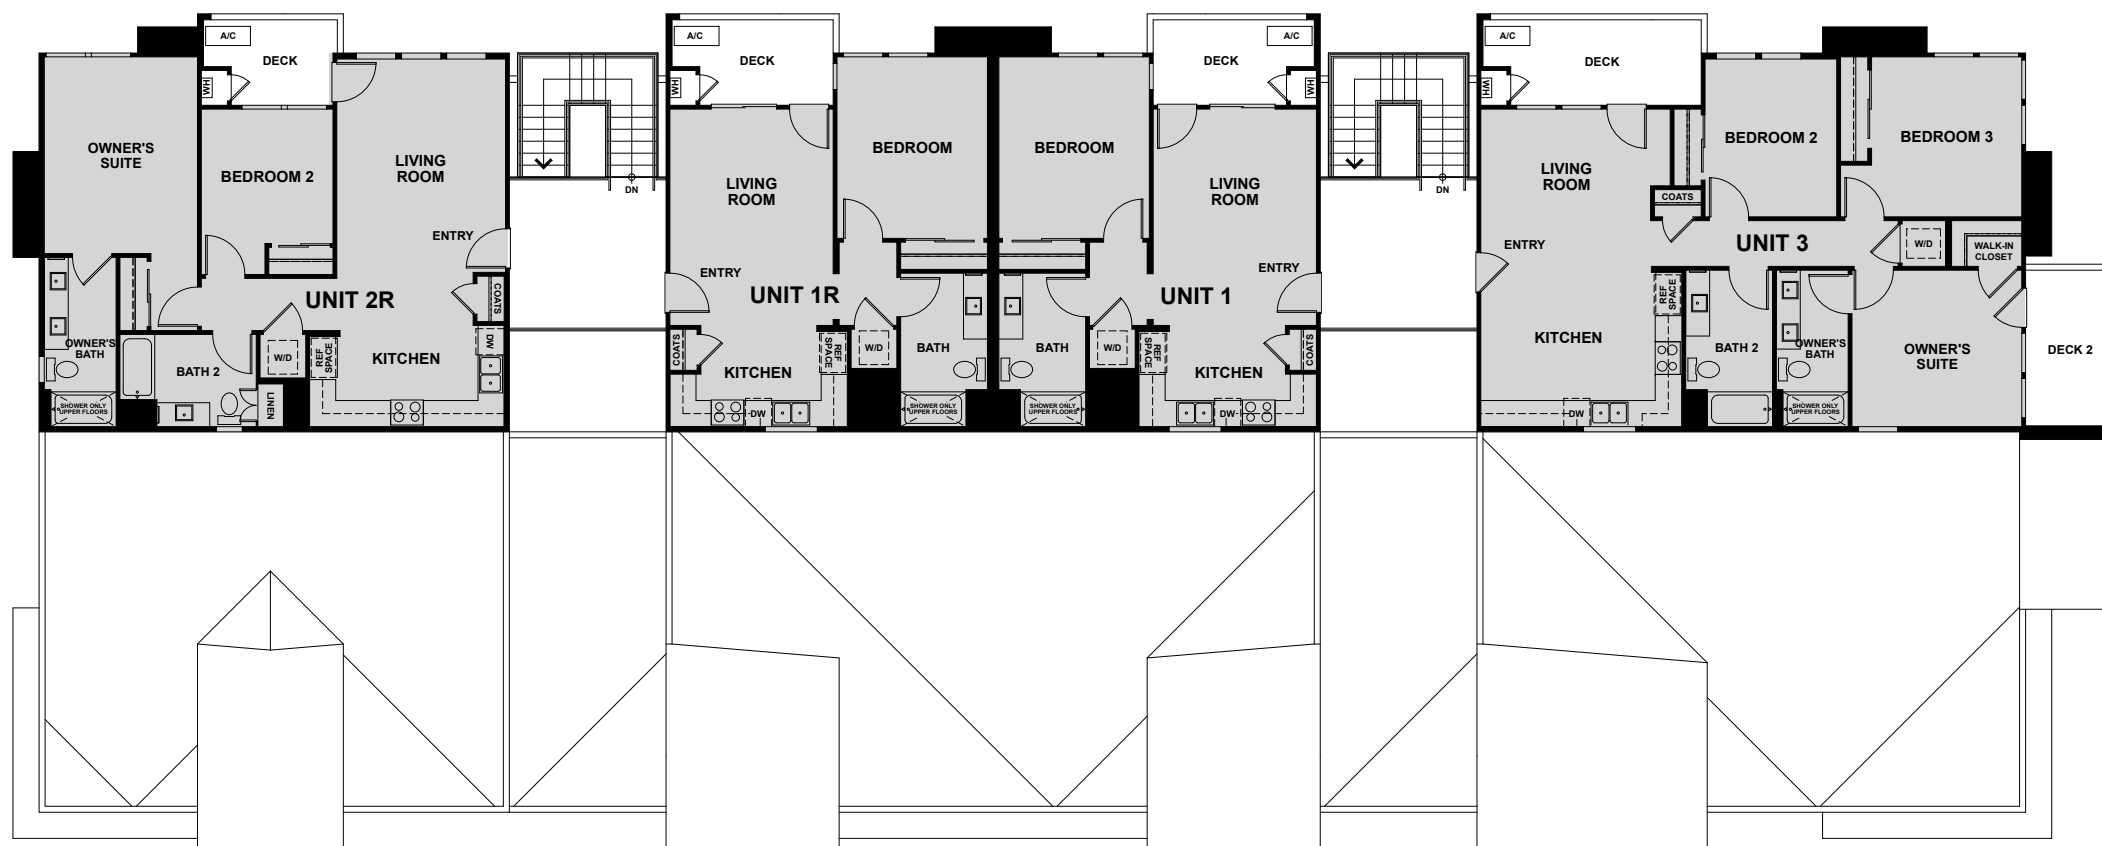 A/C
DECK
WH
OWNER'S
SUITE
BEDROOM 2
LIVING
ROOM
ENTRY
UNIT 2R
COATS
OWNER'S
BATH
BATH 2
W/D
REF
SPACE
KITCHEN
DW
LINEN
SHOWER ONLY
UPPER FLOORS
DN
A/C
DECK
WH
LIVING
ROOM
BEDROOM
ENTRY
UNIT 1R
COATS
KITCHEN
REF
SPACE
W/D
BATH
DW
SHOWER ONLY
UPPER FLOORS
A/C
DECK
WH
BEDROOM
LIVING
ROOM
ENTRY
UNIT 1
BATH
W/D
REF
SPACE
KITCHEN
COATS
DW
SHOWER ONLY
UPPER FLOORS
DN
A/C
DECK
WH
LIVING
ROOM
BEDROOM 2
BEDROOM 3
COATS
ENTRY
UNIT 3
W/D
WALK-IN
CLOSET
REF
SPACE
KITCHEN
BATH 2
OWNER'S
BATH
OWNER'S
SUITE
DECK 2
DW
SHOWER ONLY
UPPER FLOORS